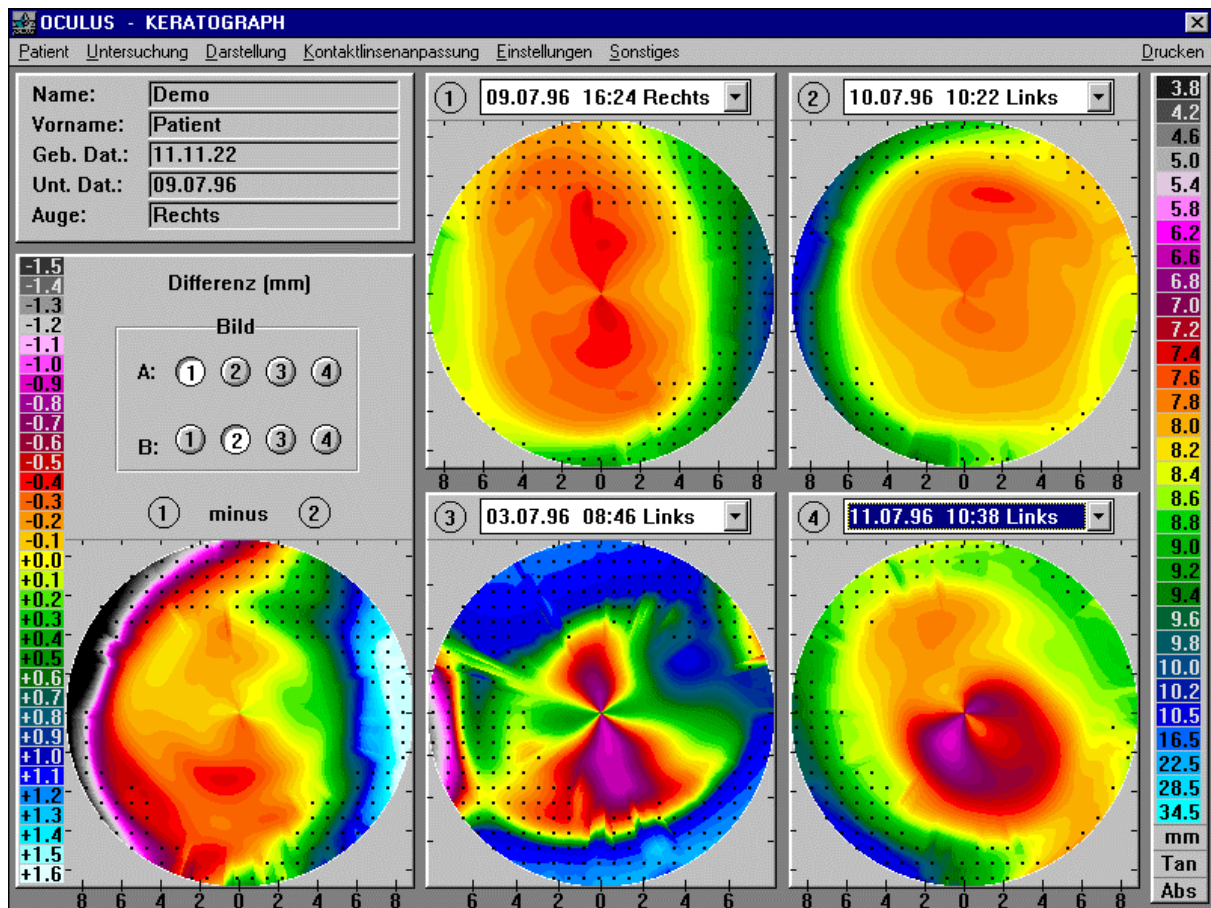 OCULUS - KERATOGRAPH
Patient Untersuchung Darstellung Kontaktlinsenanpassung Einstellungen Sonstiges Drucken
Name: Demo
Vorname: Patient
Geb. Dat.: 11.11.22
Unt. Dat.: 09.07.96
Auge: Rechts
1 09.07.96 16:24 Rechts
2 10.07.96 10:22 Links
8 6 4 2 0 2 4 6 8
8 6 4 2 0 2 4 6 8
Differenz (mm)
Bild
A: 1 2 3 4
B: 1 2 3 4
1 minus 2
-1.5
-1.4
-1.3
-1.2
-1.1
-1.0
-0.9
-0.8
-0.7
-0.6
-0.5
-0.4
-0.3
-0.2
-0.1
+0.0
+0.1
+0.2
+0.3
+0.4
+0.5
+0.6
+0.7
+0.8
+0.9
+1.0
+1.1
+1.2
+1.3
+1.4
+1.5
+1.6
8 6 4 2 0 2 4 6 8
3 03.07.96 08:46 Links
4 11.07.96 10:38 Links
6 4 2 0 2 4 6
8 6 4 2 0 2 4 6 8
3.8
4.2
4.6
5.0
5.4
5.8
6.2
6.6
6.8
7.0
7.2
7.4
7.6
7.8
8.0
8.2
8.4
8.6
8.8
9.0
9.2
9.4
9.6
9.8
10.0
10.2
10.5
16.5
22.5
28.5
34.5
mm
Tan
Abs